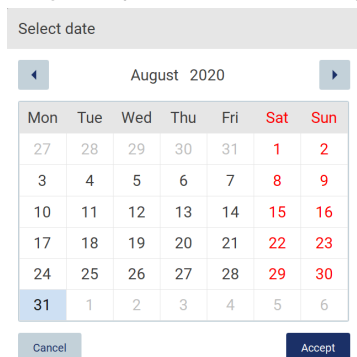 Select date
August 2020
Mon Tue Wed Thu Fri Sat Sun
27 28 29 30 31 1 2
3 4 5 6 7 8 9
10 11 12 13 14 15 16
17 18 19 20 21 22 23
24 25 26 27 28 29 30
31 1 2 3 4 5 6
Cancel Accept